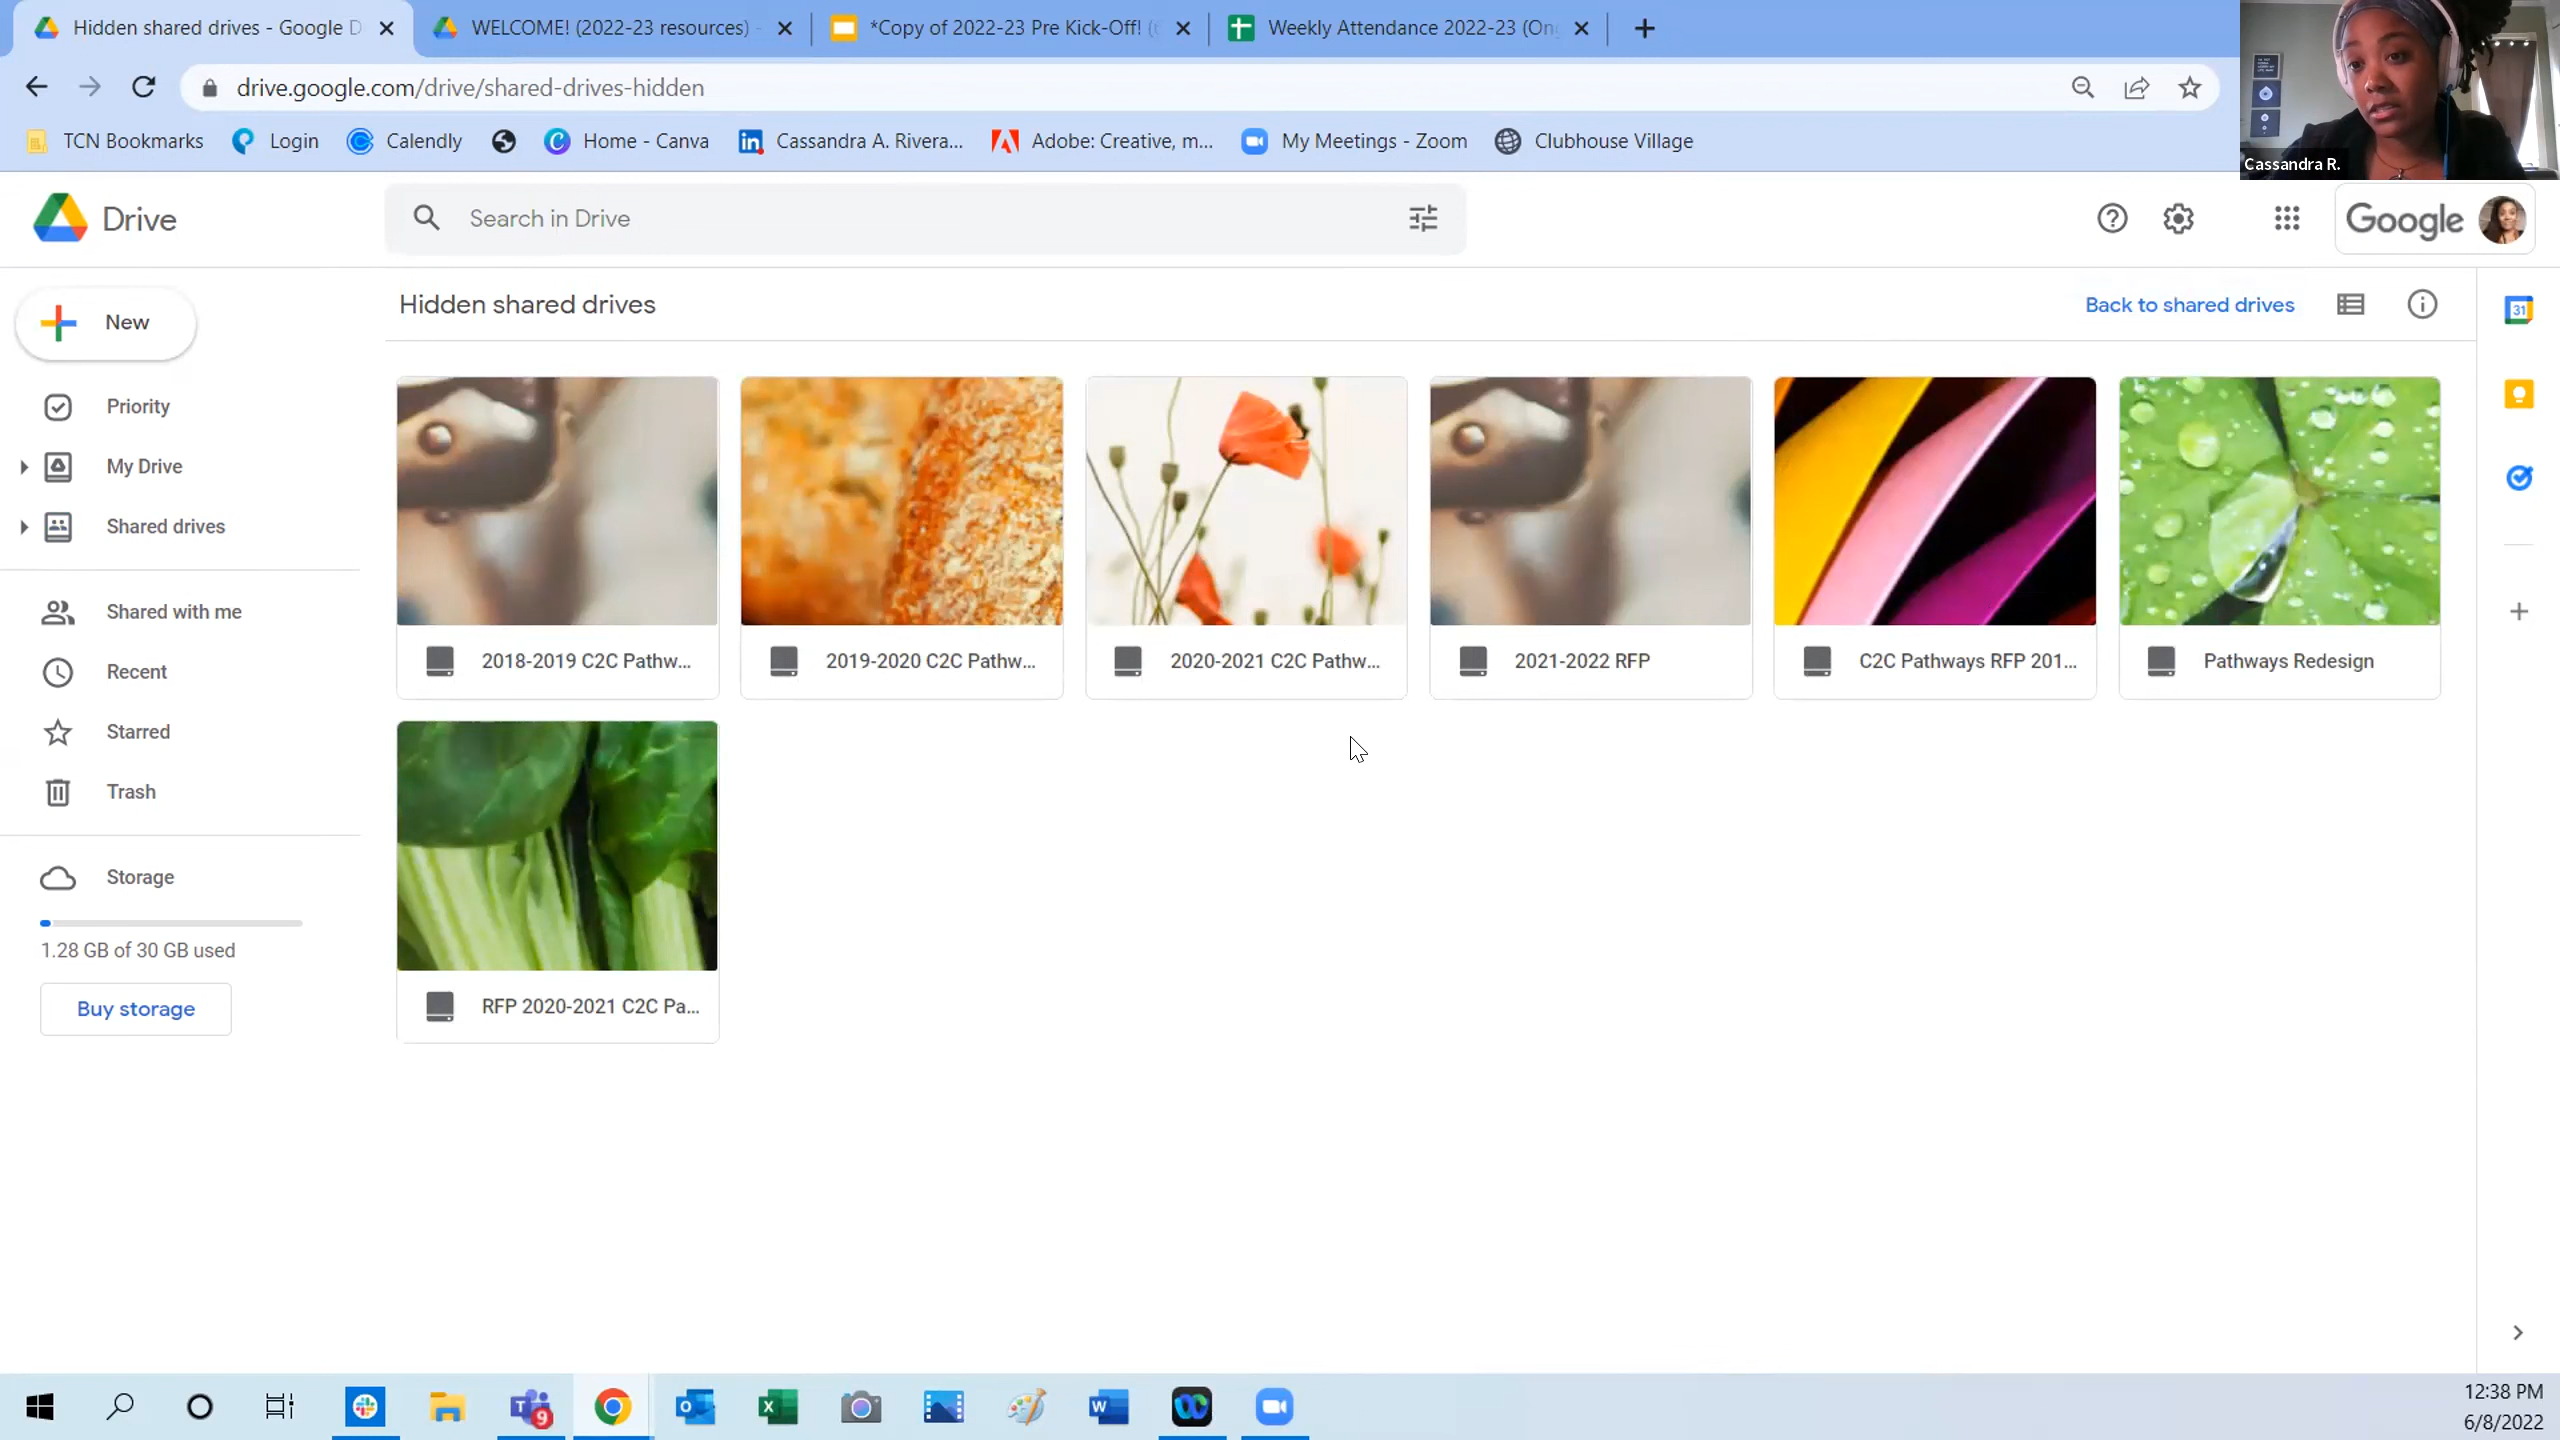 Hidden shared drives - Google D
WELCOME! (2022-23 resources) -
*Copy of 2022-23 Pre Kick-Off! (6
Weekly Attendance 2022-23 (On
drive.google.com/drive/shared-drives-hidden
TCN Bookmarks
Login
Calendly
Home - Canva
Cassandra A. Rivera...
Adobe: Creative, m...
My Meetings - Zoom
Clubhouse Village
Cassandra R.
Drive
Search in Drive
Google
New
Hidden shared drives
Back to shared drives
31
Priority
My Drive
Shared drives
Shared with me
Recent
Starred
Trash
Storage
1.28 GB of 30 GB used
Buy storage
2018-2019 C2C Pathw...
2019-2020 C2C Pathw...
2020-2021 C2C Pathw...
2021-2022 RFP
C2C Pathways RFP 201...
Pathways Redesign
RFP 2020-2021 C2C Pa...
12:38 PM
6/8/2022